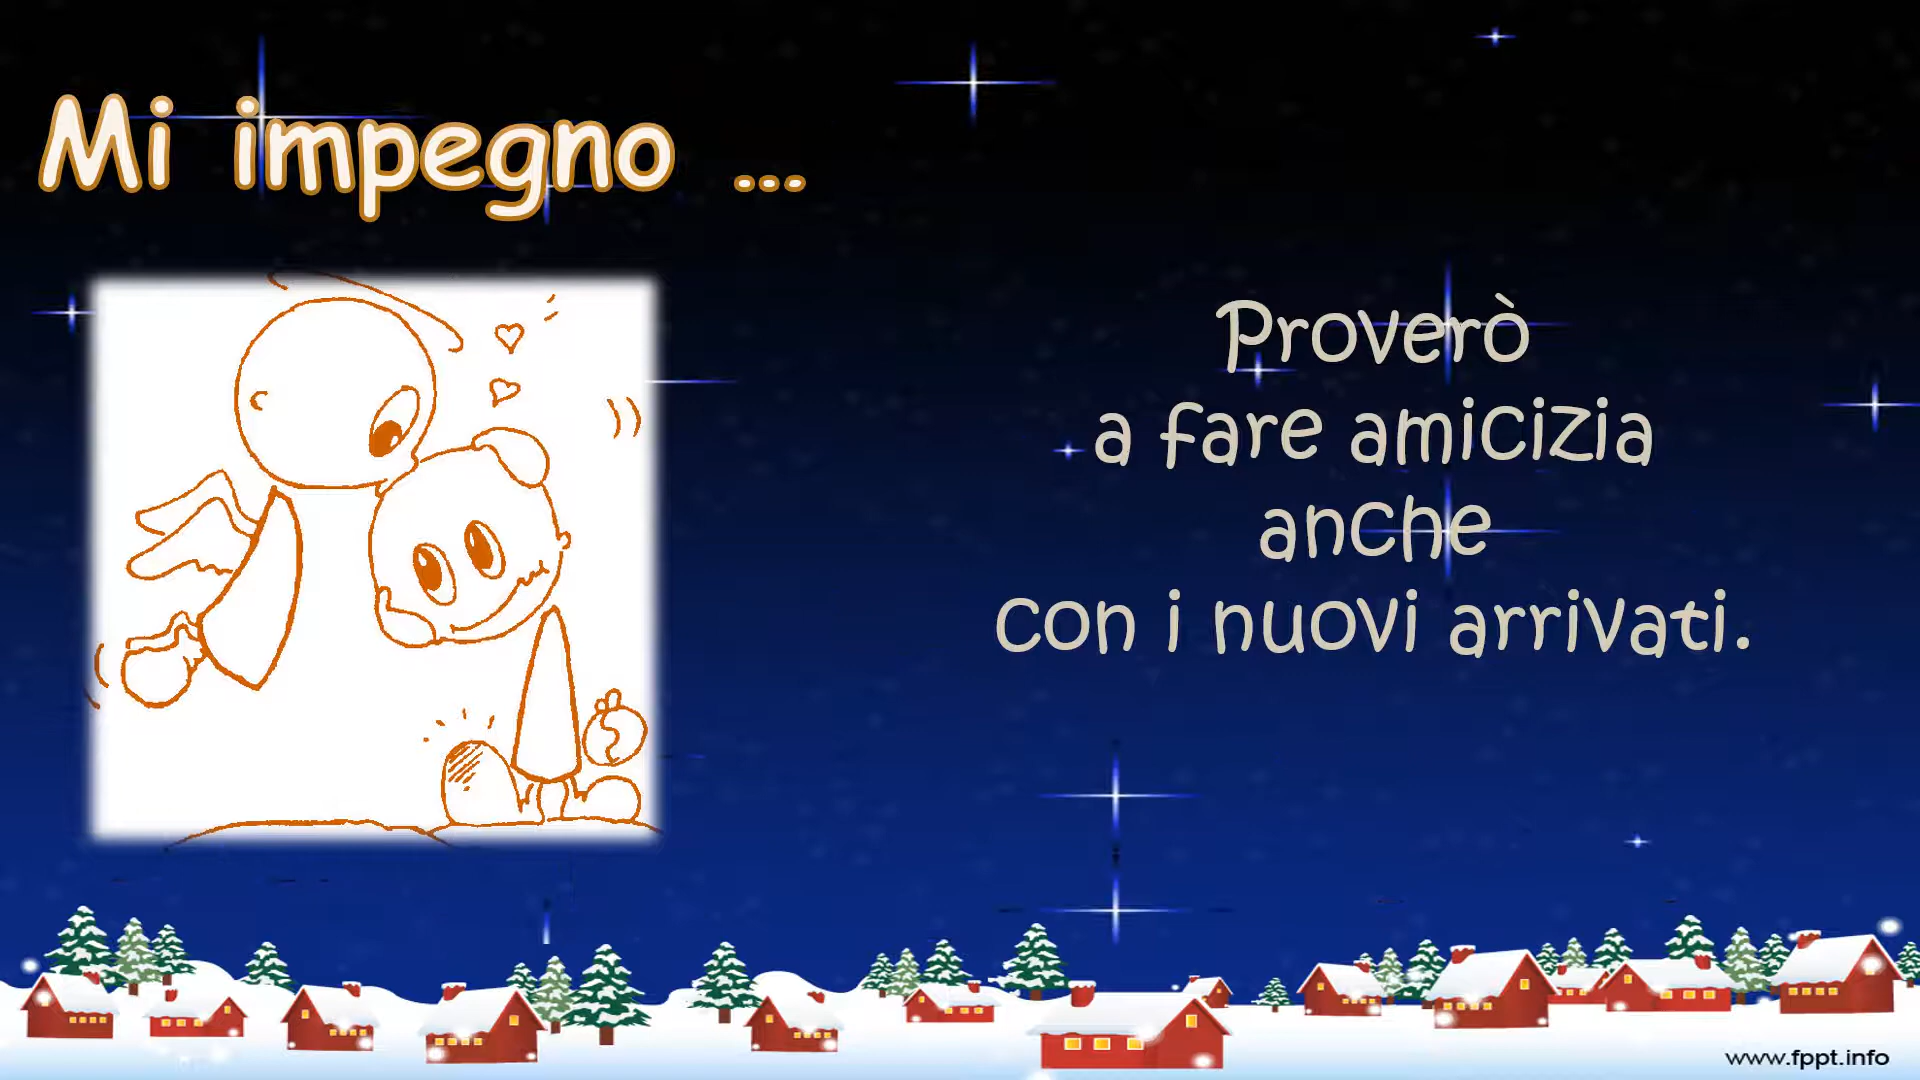 Mi impegno ...
Proverò
a fare amicizia
anche
con i nuovi arrivati.
www.fppt.info